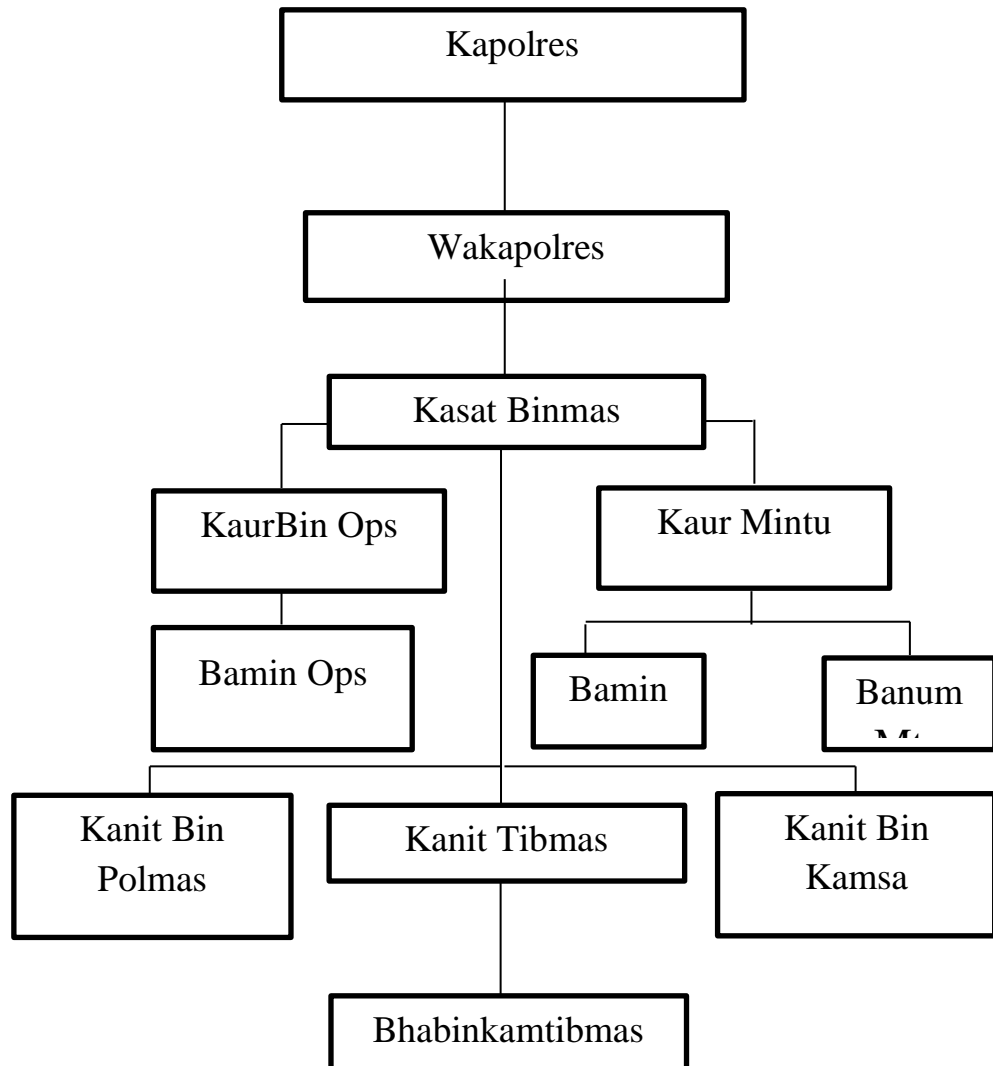 Kapolres
Wakapolres
Kasat Binmas
KaurBin Ops
Kaur Mintu
Bamin Ops
Bamin
Banum
Kanit Bin
Polmas
Kanit Tibmas
Kanit Bin
Kamsa
Bhabinkamtibmas